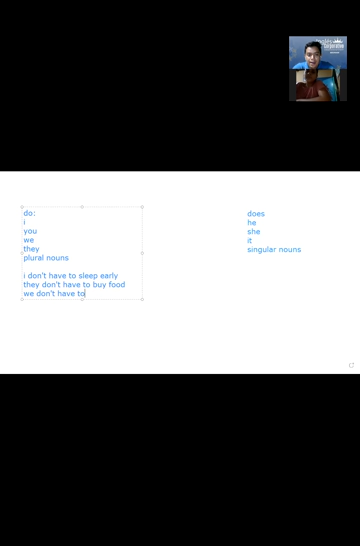 do:
i
you
we
they
plural nouns
i don't have to sleep early
they don't have to buy food
we don't have to
does
he
she
it
singular nouns